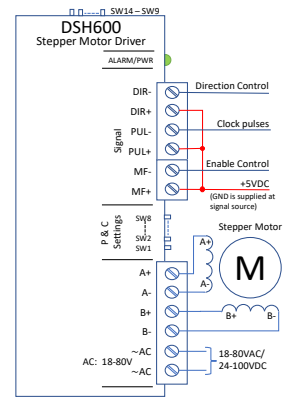 SW14 – SW9
DSH600
Stepper Motor Driver
ALARM/PWR
DIR-
Direction Control
DIR+
Signal
PUL-
Clock pulses
PUL+
MF-
Enable Control
MF+
+5VDC
(GND is supplied at
signal source)
P & C
Settings
SW8
SW2
SW1
Stepper Motor
A+
M
A-
B+
B-
A+
A-
B+
B-
~AC
AC: 18-80V
~AC
18-80VAC/
24-100VDC